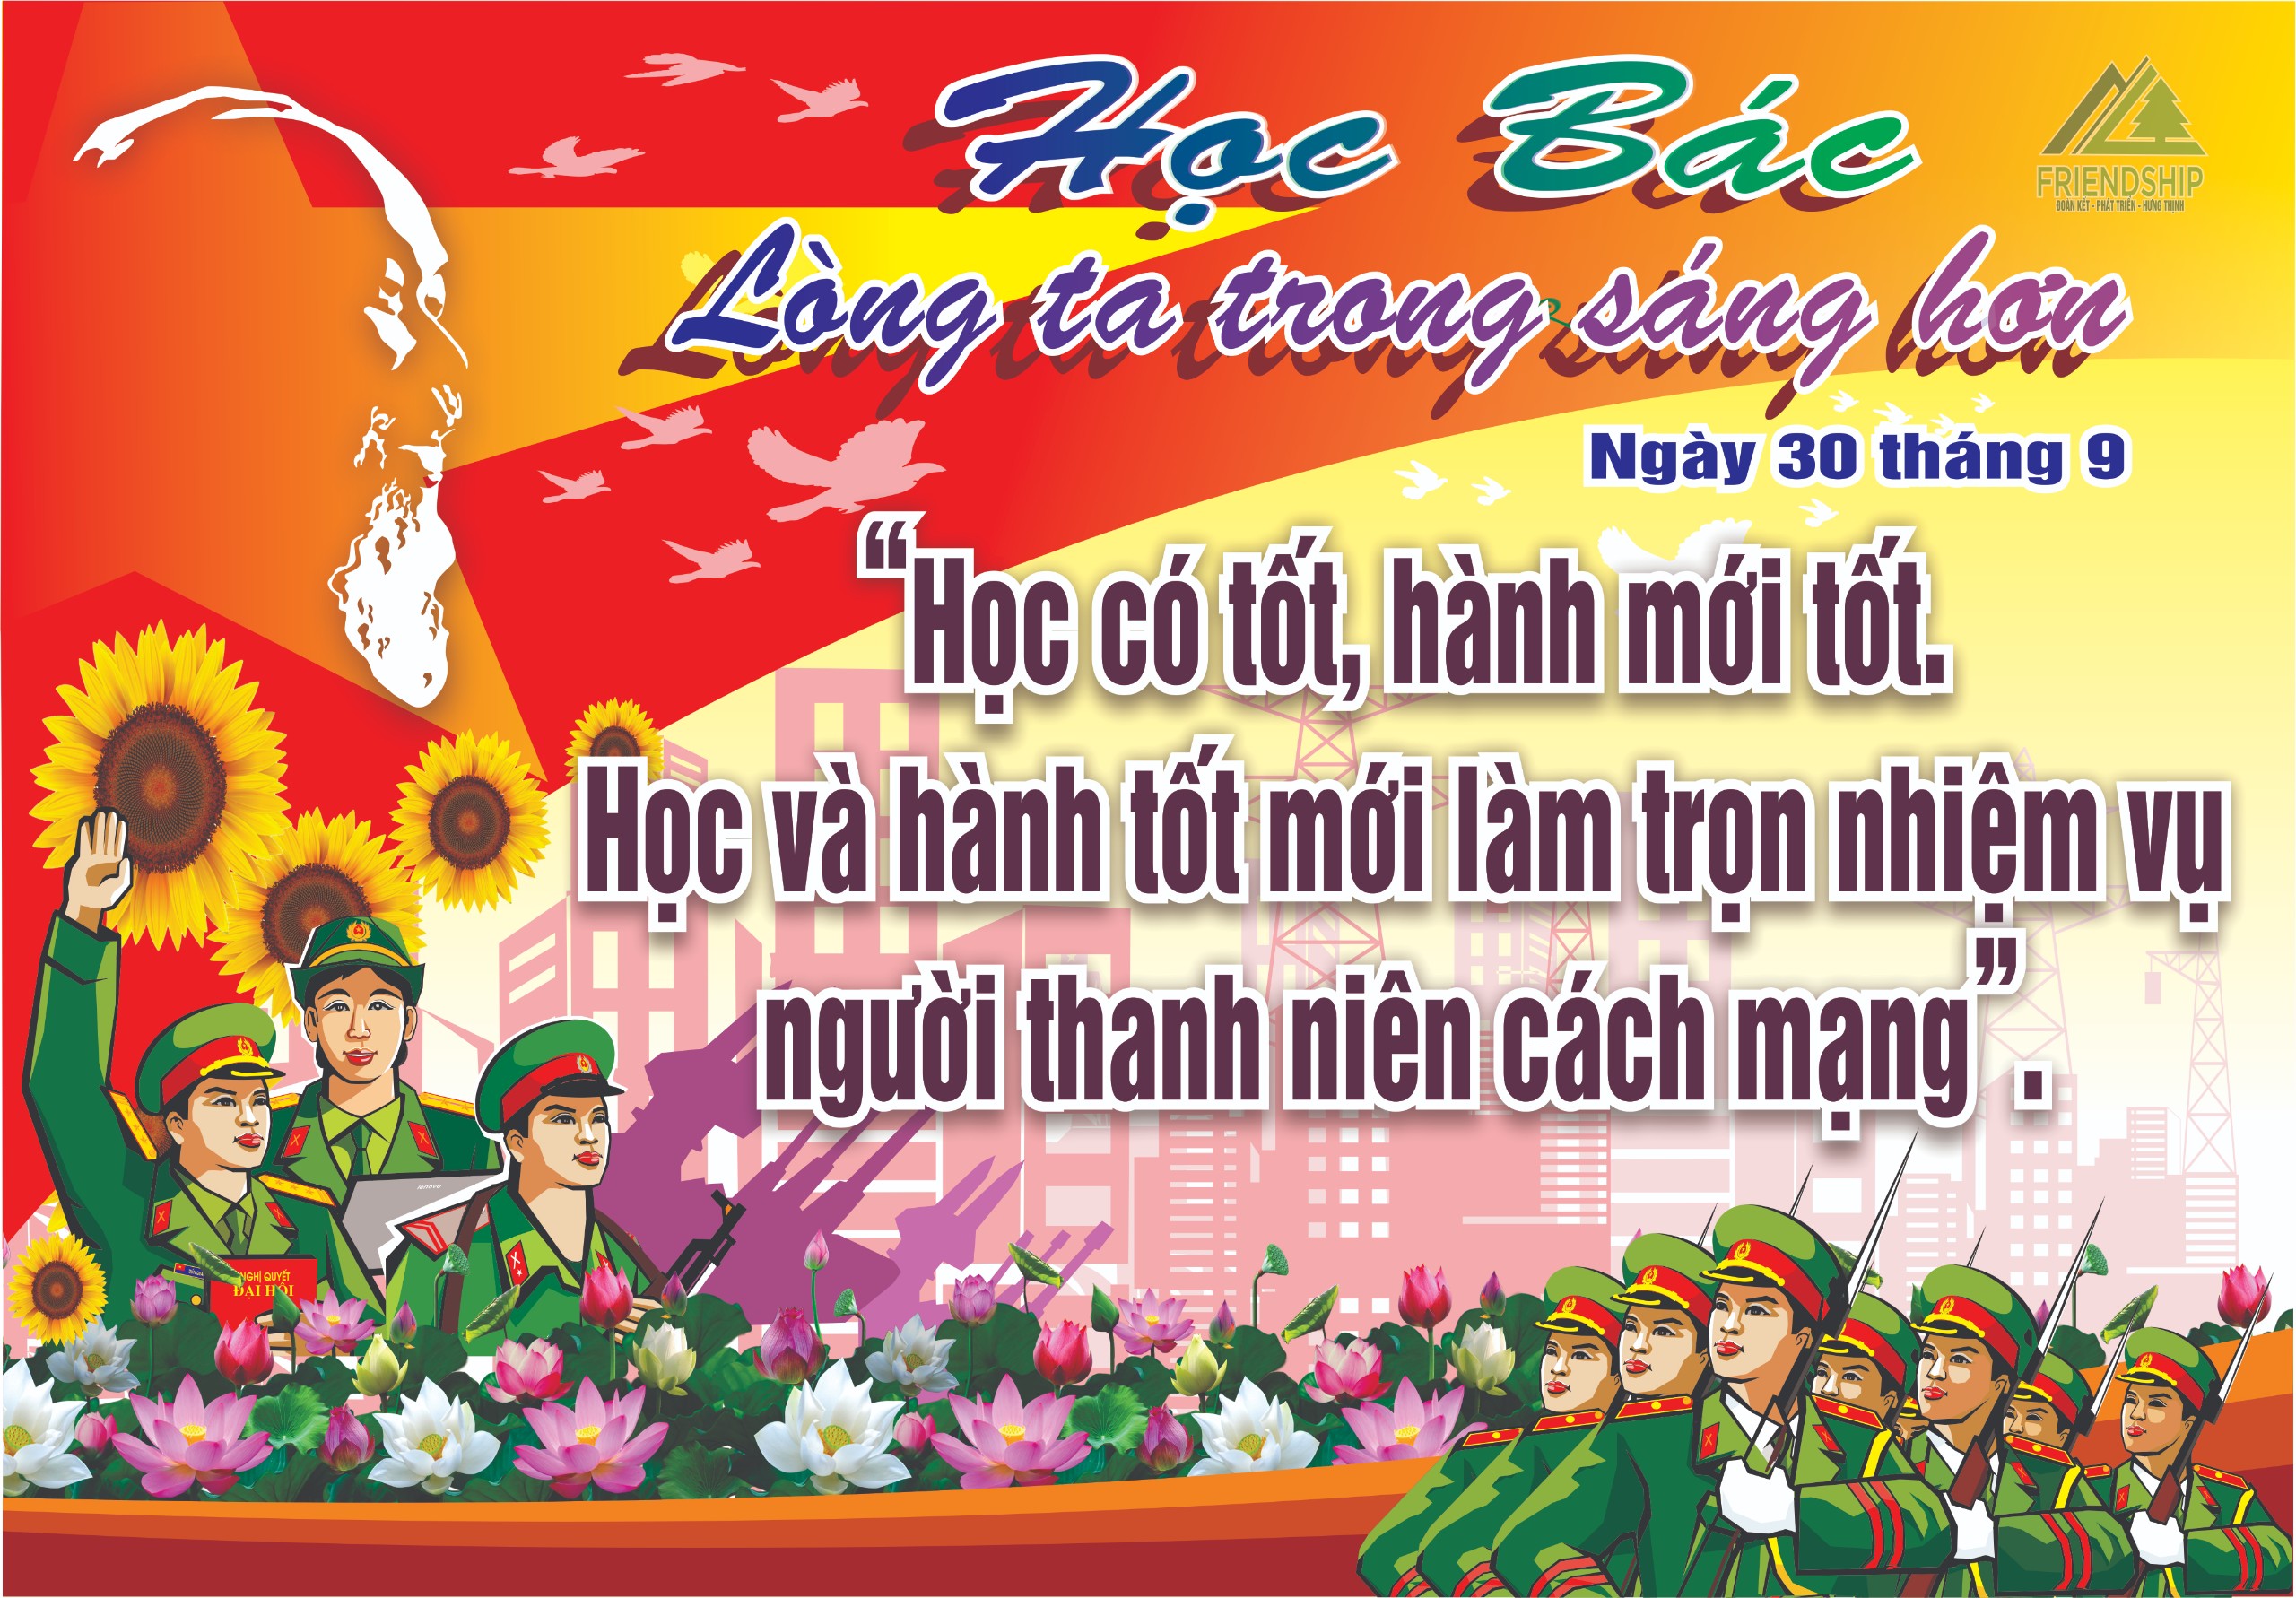 Học Bác
FRIENDSHIP
ĐOÀN KẾT - PHÁT TRIỂN - HƯNG THỊNH
Lòng ta trong sáng hơn
Ngày 30 tháng 9
“Học có tốt, hành mới tốt.
Học và hành tốt mới làm trọn nhiệm vụ
người thanh niên cách mạng”.
lenovo
NGHỊ QUYẾT
ĐẠI HỘI